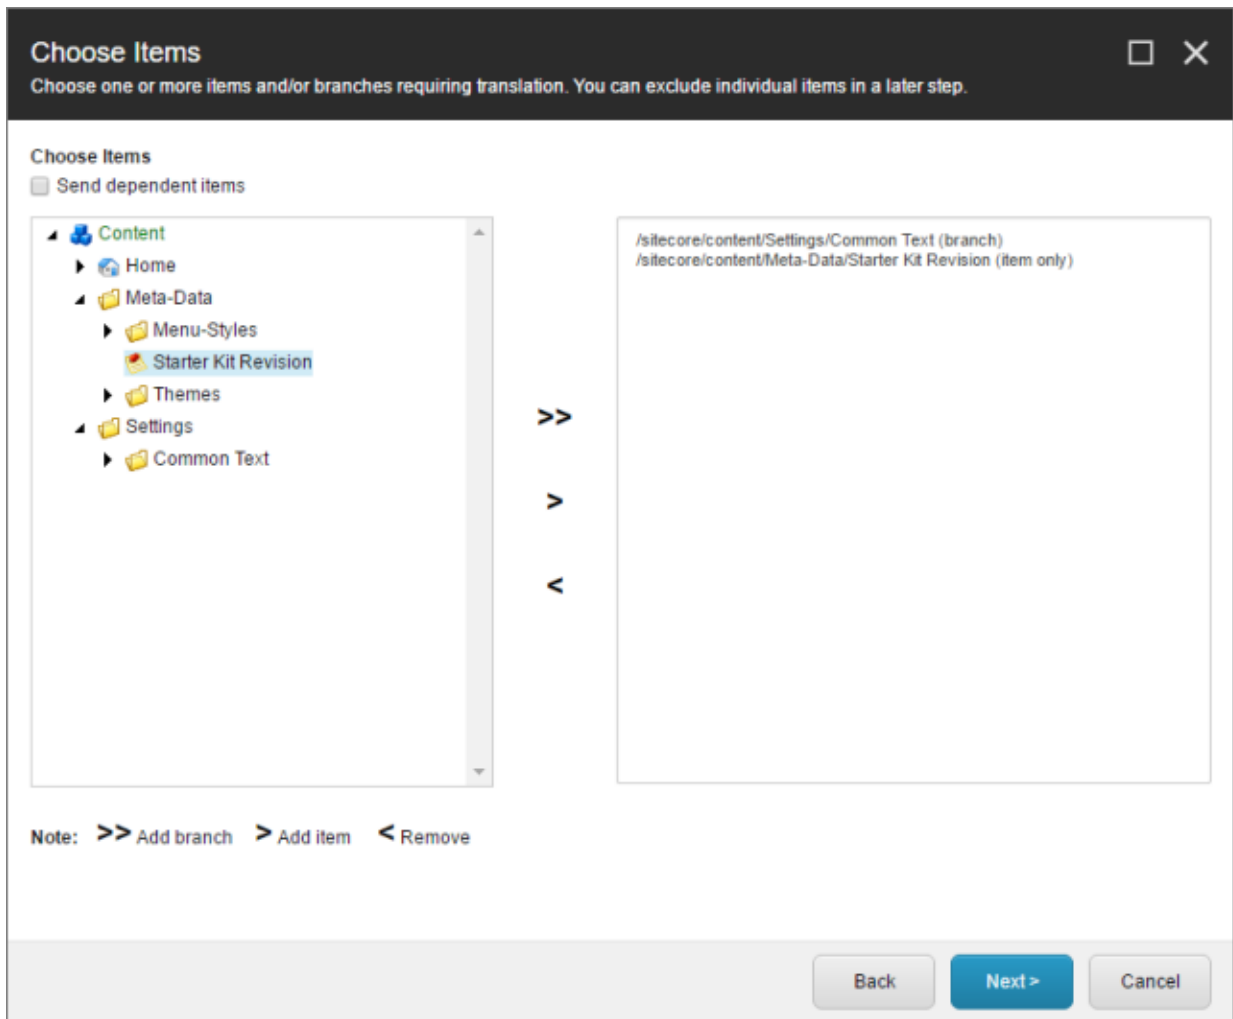 Choose Items
Choose one or more items and/or branches requiring translation. You can exclude individual items in a later step.
Choose Items
Send dependent items
Content
Home
Meta-Data
Menu-Styles
Starter Kit Revision
Themes
Settings
Common Text
>>
>
<
/sitecore/content/Settings/Common Text (branch)
/sitecore/content/Meta-Data/Starter Kit Revision (item only)
Note: >> Add branch > Add item < Remove
Back Next > Cancel